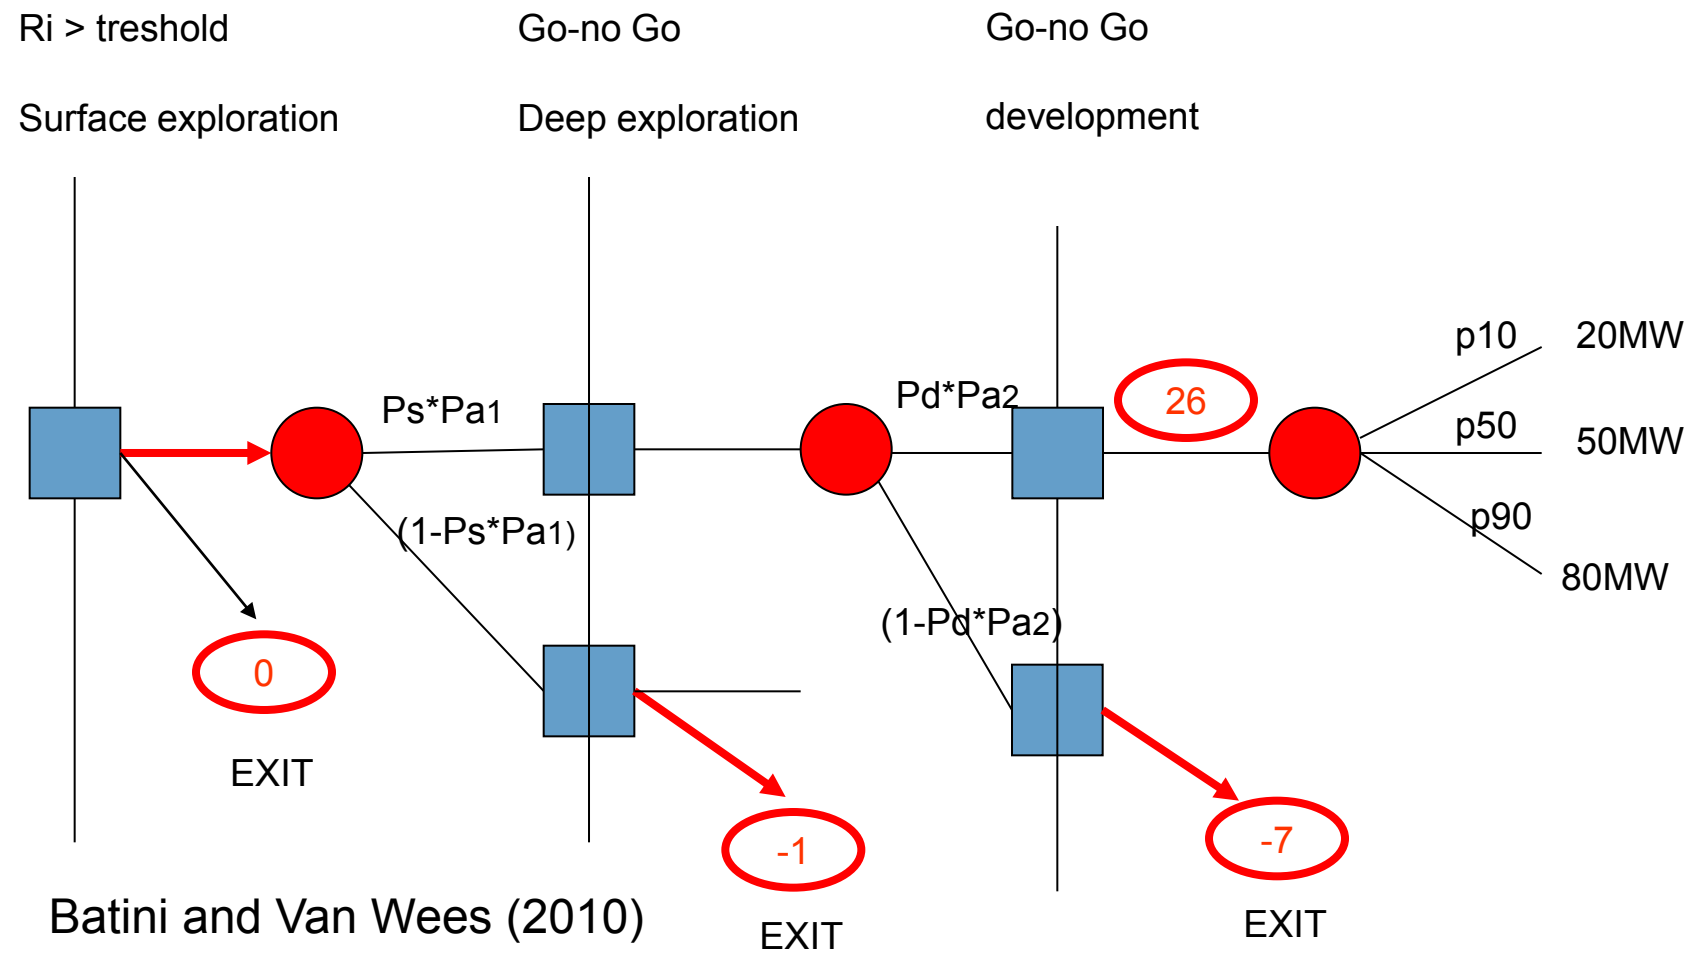 Ri > treshold
Surface exploration
Go-no Go
Deep exploration
Go-no Go
development
Ps*Pa1
(1-Ps*Pa1)
Pd*Pa2
(1-Pd*Pa2)
26
p10
20MW
p50
50MW
p90
80MW
0
EXIT
-1
EXIT
-7
EXIT
Batini and Van Wees (2010)